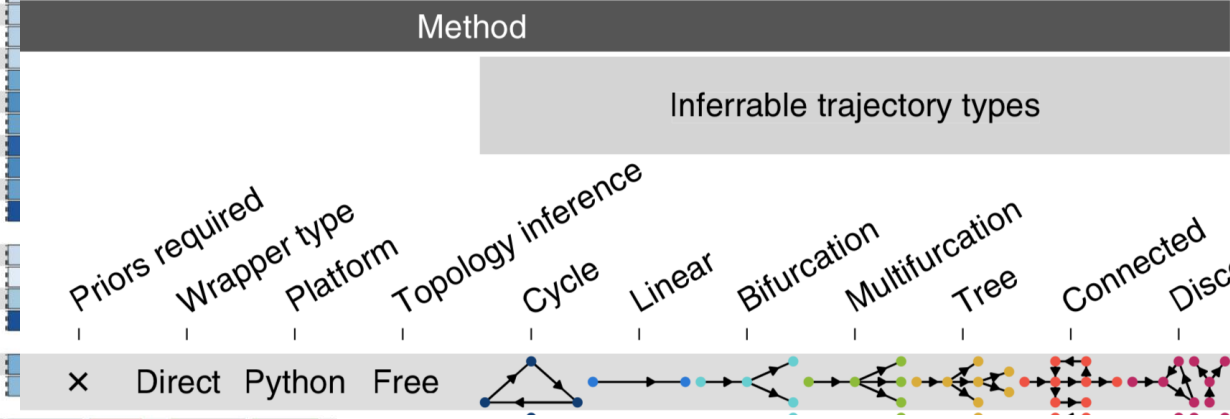 Method
Inferrable trajectory types
Priors required
Wrapper type
Platform
Topology inference
Cycle
Linear
Bifurcation
Multifurcation
Tree
Connected
Disc
× Direct Python Free